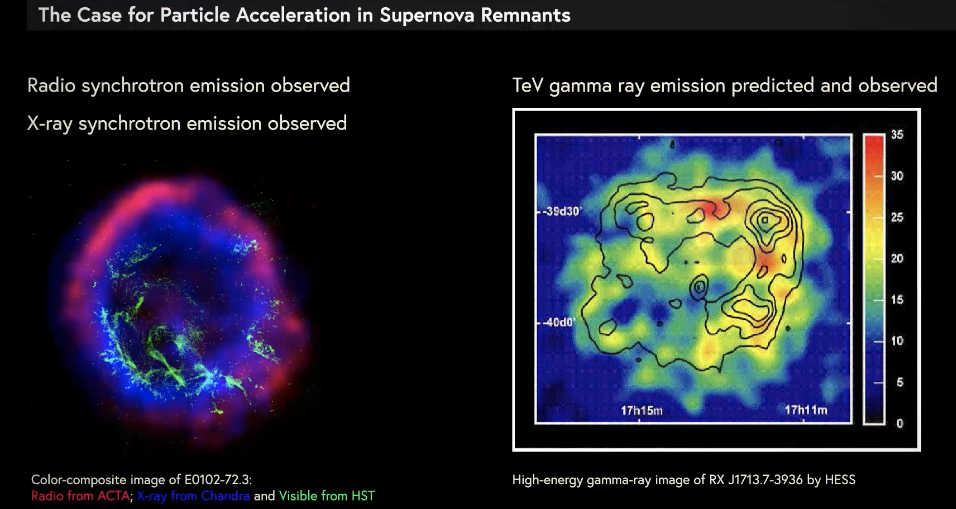 The Case for Particle Acceleration in Supernova Remnants
Radio synchrotron emission observed
X-ray synchrotron emission observed
TeV gamma ray emission predicted and observed
35
30
25
20
15
10
5
0
-39d30'
-40d0'
17h15m
17h11m
Color-composite image of E0102-72.3:
Radio from ACTA; X-ray from Chandra and Visible from HST
High-energy gamma-ray image of RX J1713.7-3936 by HESS